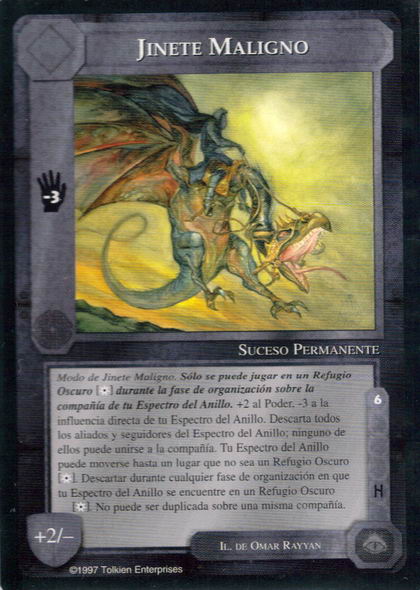 JINETE MALIGNO
-3
SUCESO PERMANENTE
Modo de Jinete Maligno. Sólo se puede jugar en un Refugio
Oscuro [ ] durante la fase de organización sobre la
compañía de tu Espectro del Anillo. +2 al Poder. -3 a la
influencia directa de tu Espectro del Anillo. Descarta todos
los aliados y seguidores del Espectro del Anillo; ninguno de
ellos puede unirse a la compañía. Tu Espectro del Anillo
puede moverse hasta un lugar que no sea un Refugio Oscuro
[ ]. Descartar durante cualquier fase de organización en que
tu Espectro del Anillo se encuentre en un Refugio Oscuro
[ ]. No puede ser duplicada sobre una misma compañía.
6
+2/–
IL. DE OMAR RAYYAN
©1997 Tolkien Enterprises